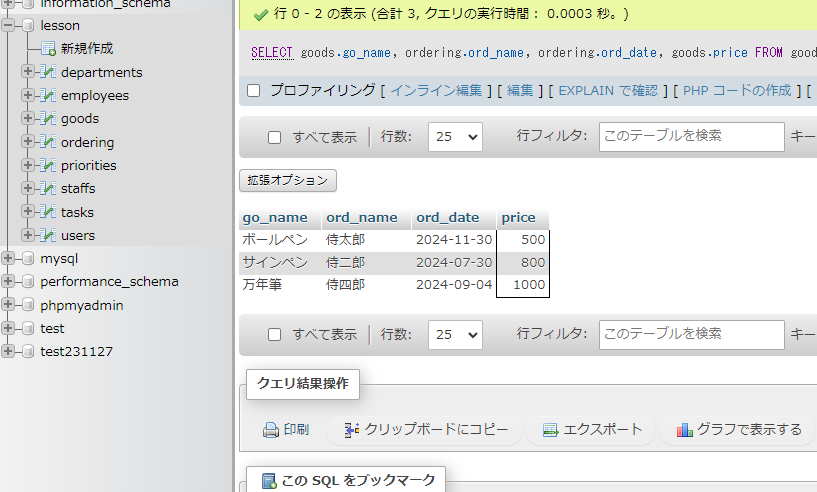 information_schema
lesson
新規作成
departments
employees
goods
ordering
priorities
staffs
tasks
users
mysql
performance_schema
phpmyadmin
test
test231127
行 0 - 2 の表示 (合計 3, クエリの実行時間： 0.0003 秒。)
SELECT goods.go_name, ordering.ord_name, ordering.ord_date, goods.price FROM good
プロファイリング [ インライン編集 ] [ 編集 ] [ EXPLAIN で確認 ] [ PHP コードの作成 ] [
すべて表示 行数: 25 行フィルタ: このテーブルを検索 キー
拡張オプション
go_name ord_name ord_date price
ボールペン 侍太郎 2024-11-30 500
サインペン 侍二郎 2024-07-30 800
万年筆 侍四郎 2024-09-04 1000
すべて表示 行数: 25 行フィルタ: このテーブルを検索 キー
クエリ結果操作
印刷 クリップボードにコピー エクスポート グラフで表示する
この SQL をブックマーク